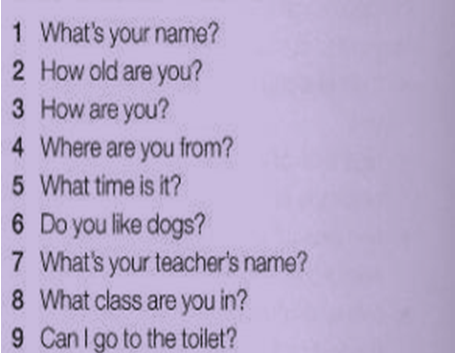 1 What's your name?
2 How old are you?
3 How are you?
4 Where are you from?
5 What time is it?
6 Do you like dogs?
7 What's your teacher's name?
8 What class are you in?
9 Can I go to the toilet?